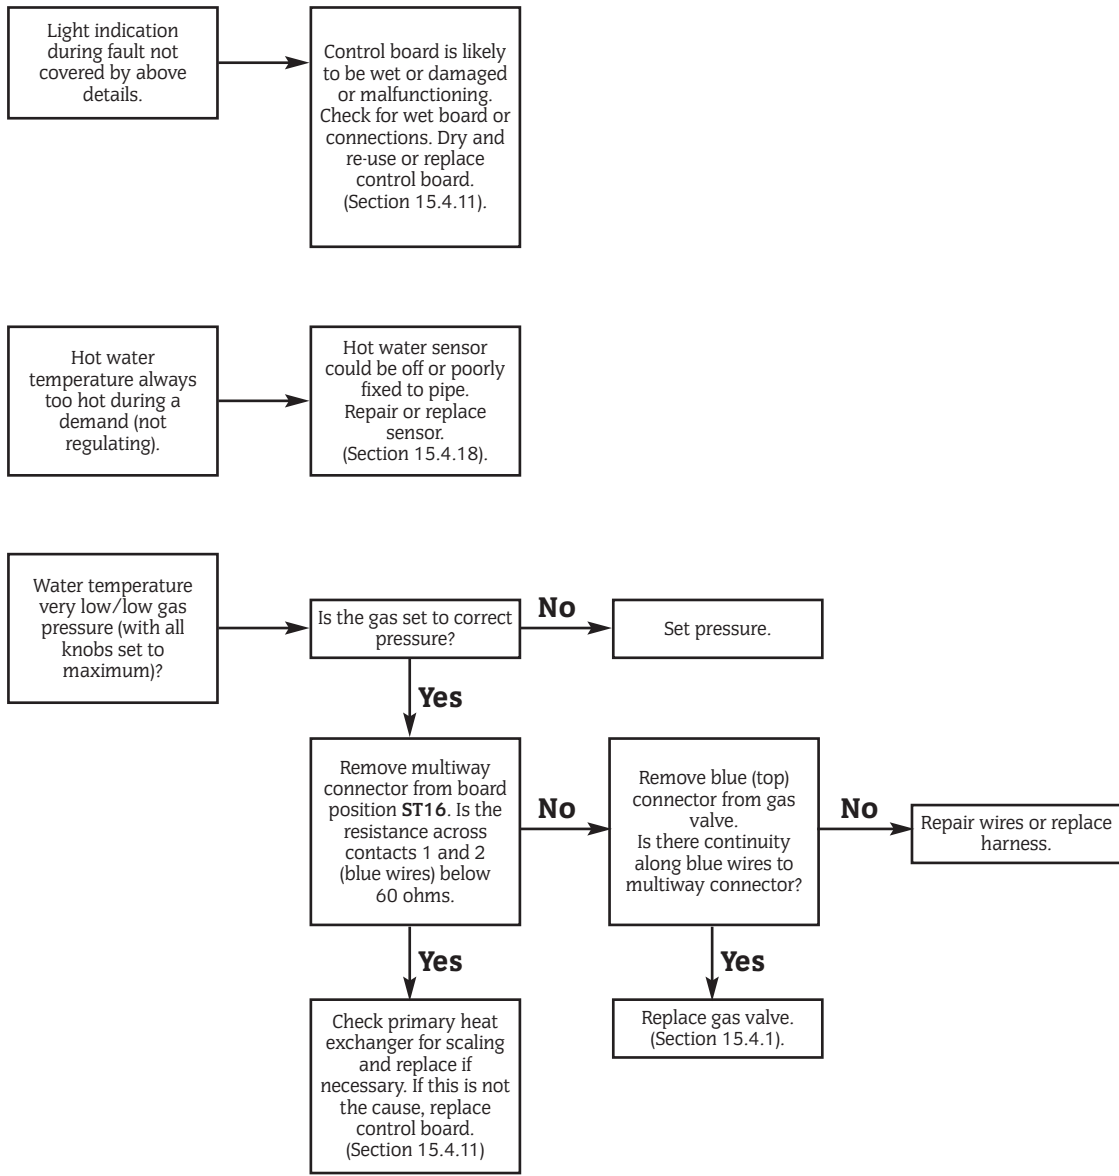 Light indication
during fault not
covered by above
details.
Control board is likely
to be wet or damaged
or malfunctioning.
Check for wet board or
connections. Dry and
re-use or replace
control board.
(Section 15.4.11).
Hot water
temperature always
too hot during a
demand (not
regulating).
Hot water sensor
could be off or poorly
fixed to pipe.
Repair or replace
sensor.
(Section 15.4.18).
Water temperature
very low/low gas
pressure (with all
knobs set to
maximum)?
Is the gas set to correct
pressure?
No
Set pressure.
Yes
Remove multiway
connector from board
position ST16. Is the
resistance across
contacts 1 and 2
(blue wires) below
60 ohms.
No
Remove blue (top)
connector from gas
valve.
Is there continuity
along blue wires to
multiway connector?
No
Repair wires or replace
harness.
Yes
Check primary heat
exchanger for scaling
and replace if
necessary. If this is not
the cause, replace
control board.
(Section 15.4.11)
Yes
Replace gas valve.
(Section 15.4.1).